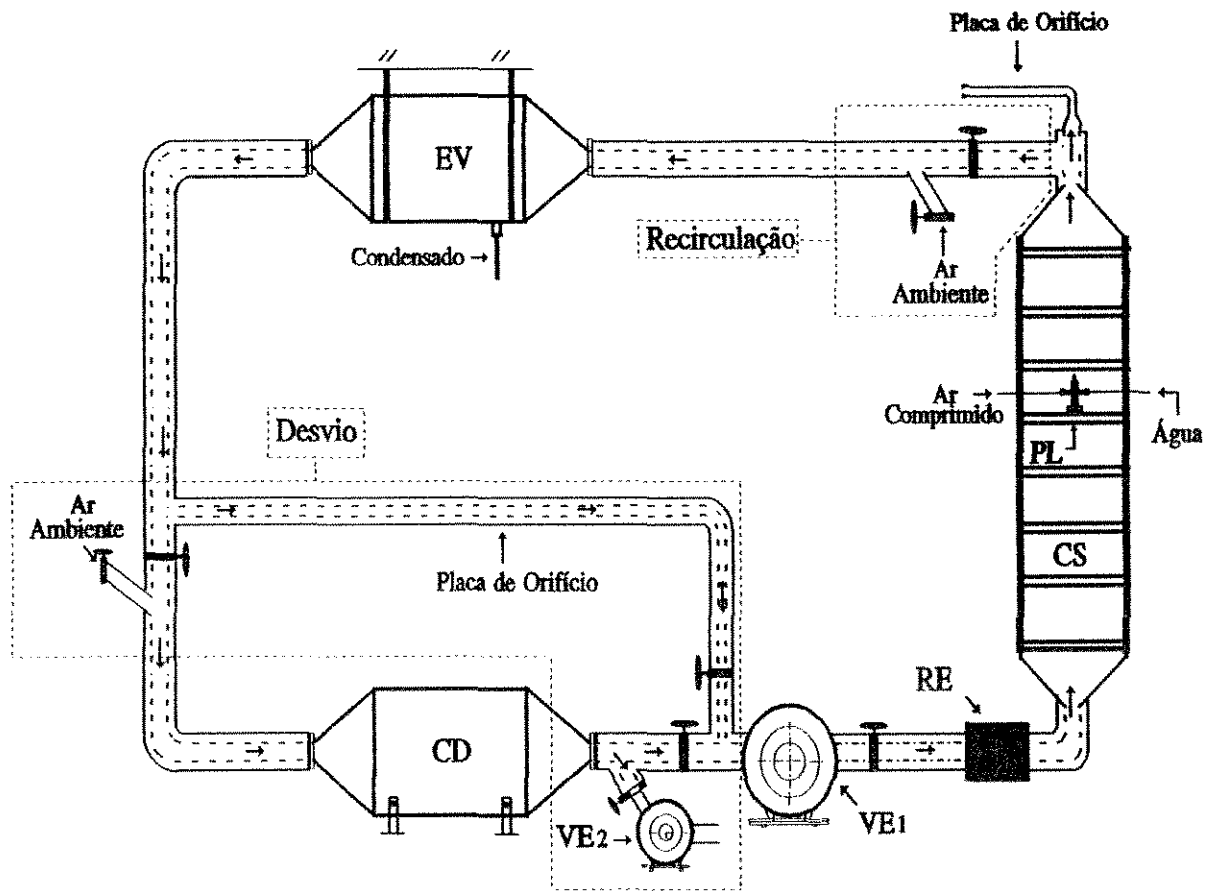 Placa de Orifício
EV
Recirculação
Condensado
Ar
Ambiente
Ar
Comprimido
Água
PL
Desvio
Ar
Ambiente
Placa de Orifício
CS
RE
CD
VE2
VE1